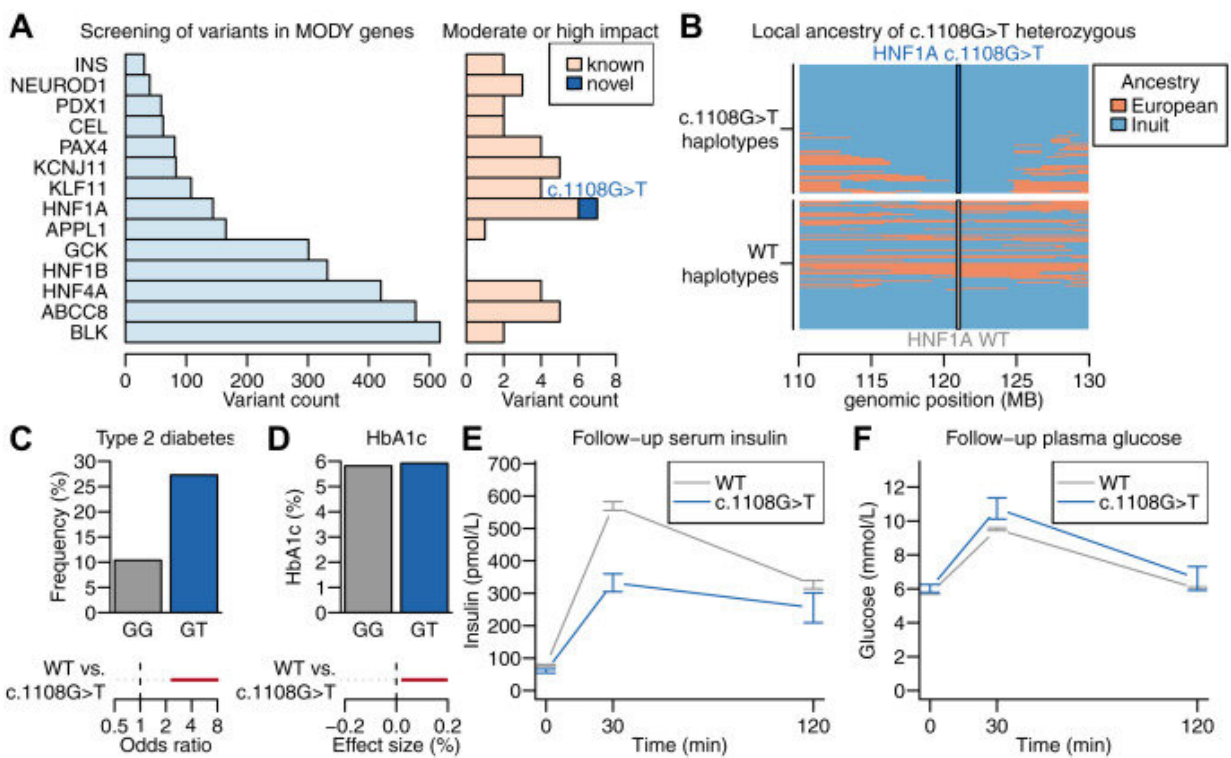 A
Screening of variants in MODY genes
INS
NEUROD1
PDX1
CEL
PAX4
KCNJ11
KLF11
HNF1A
APPL1
GCK
HNF1B
HNF4A
ABCC8
BLK
0 100 200 300 400 500
Variant count
Moderate or high impact
known
novel
c.1108G>T
0 2 4 6 8
Variant count
B
Local ancestry of c.1108G>T heterozygous
HNF1A c.1108G>T
c.1108G>T
haplotypes
WT
haplotypes
HNF1A WT
110 115 120 125 130
genomic position (MB)
Ancestry
European
Inuit
C
Type 2 diabetes
30
25
20
15
10
5
0
Frequency (%)
GG GT
WT vs.
c.1108G>T
0.5 1 2 4 8
Odds ratio
D
HbA1c
6
5
4
3
2
1
0
HbA1c (%)
GG GT
WT vs.
c.1108G>T
−0.2 0.0 0.2
Effect size (%)
E
Follow−up serum insulin
WT
c.1108G>T
700
600
500
400
300
200
100
0
Insulin (pmol/L)
0 30 120
Time (min)
F
Follow−up plasma glucose
WT
c.1108G>T
12
10
8
6
4
2
0
Glucose (mmol/L)
0 30 120
Time (min)